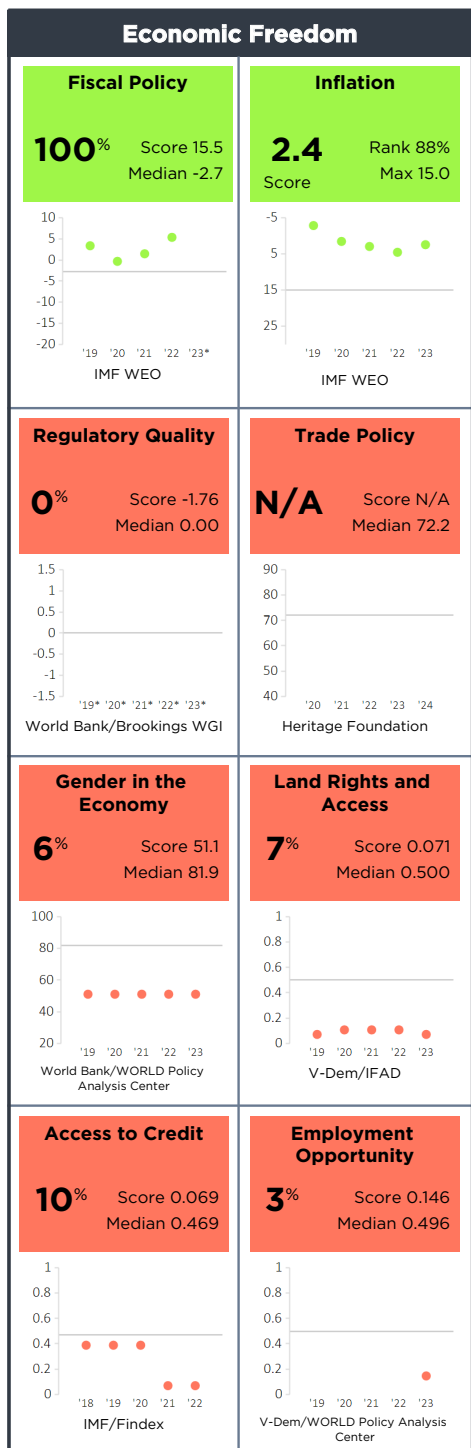 Economic Freedom
Fiscal Policy
100%
Score 15.5
Median -2.7
10
5
0
-5
-10
-15
-20
'19 '20 '21 '22 '23*
IMF WEO
Inflation
2.4
Score
Rank 88%
Max 15.0
-5
5
15
25
'19 '20 '21 '22 '23
IMF WEO
Regulatory Quality
0%
Score -1.76
Median 0.00
1.5
1
0.5
0
-0.5
-1
-1.5
'19* '20* '21* '22* '23*
World Bank/Brookings WGI
Trade Policy
N/A
Score N/A
Median 72.2
90
80
70
60
50
40
'20 '21 '22 '23 '24
Heritage Foundation
Gender in the
Economy
6%
Score 51.1
Median 81.9
100
80
60
40
20
'19 '20 '21 '22 '23
World Bank/WORLD Policy
Analysis Center
Land Rights and
Access
7%
Score 0.071
Median 0.500
1
0.8
0.6
0.4
0.2
0
'19 '20 '21 '22 '23
V-Dem/IFAD
Access to Credit
10%
Score 0.069
Median 0.469
1
0.8
0.6
0.4
0.2
0
'18 '19 '20 '21 '22
IMF/Findex
Employment
Opportunity
3%
Score 0.146
Median 0.496
1
0.8
0.6
0.4
0.2
0
'19 '20 '21 '22 '23
V-Dem/WORLD Policy Analysis
Center